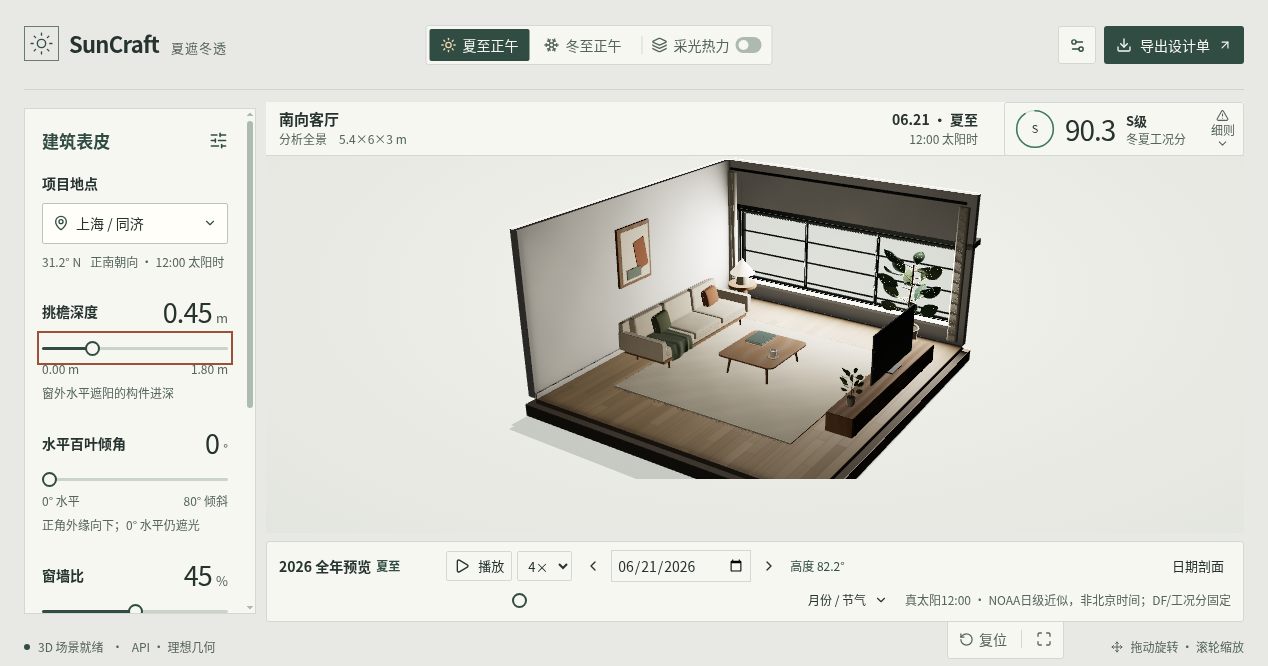 SunCraft 夏遮冬透
夏至正午 冬至正午 采光热力
导出设计单
建筑表皮
项目地点
上海 / 同济
31.2° N 正南朝向 · 12:00 太阳时
挑檐深度 0.45 m
0.00 m 1.80 m
窗外水平遮阳的构件进深
水平百叶倾角 0 °
0° 水平 80° 倾斜
正角外缘向下；0° 水平仍遮光
窗墙比 45 %
南向客厅
分析全景 5.4×6×3 m
06.21 · 夏至
12:00 太阳时
S 90.3 S级
冬夏工况分
细则
2026 全年预览 夏至 播放 4× 06/21/2026 高度 82.2° 日期剖面
月份 / 节气 真太阳12:00 · NOAA日级近似，非北京时间；DF/工况分固定
3D 场景就绪 · API · 理想几何
复位
拖动旋转 · 滚轮缩放